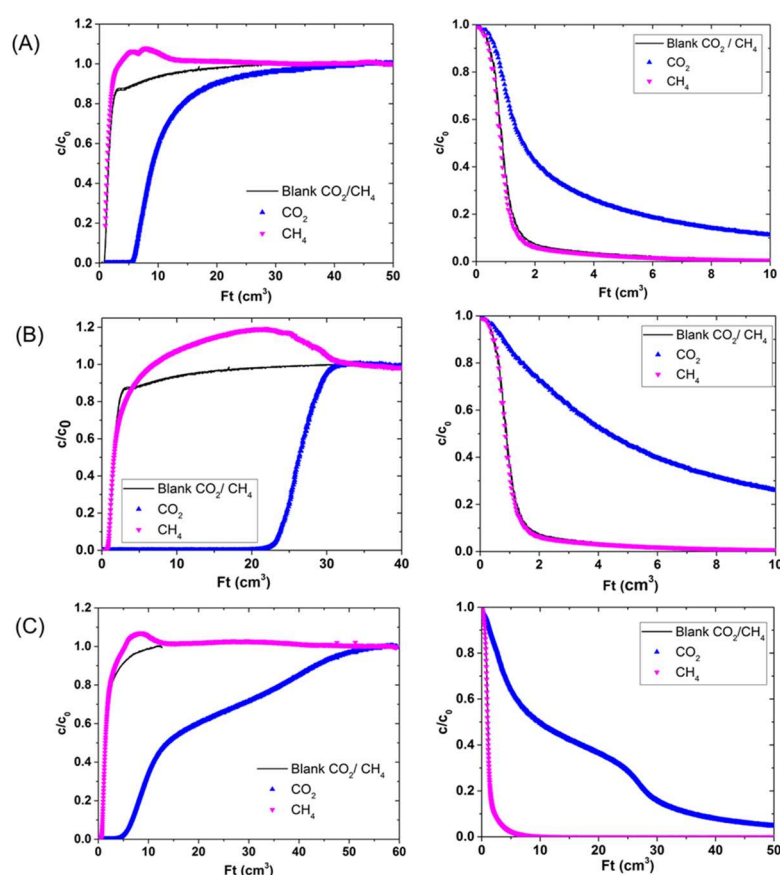 (A)
1.2
1.0
0.8
0.6
0.4
0.2
0.0
c/c₀
Blank CO₂/CH₄
CO₂
CH₄
0 10 20 30 40 50
Ft (cm³)
1.0
0.8
0.6
0.4
0.2
0.0
c/c₀
Blank CO₂ / CH₄
CO₂
CH₄
0 2 4 6 8 10
Ft (cm³)
(B)
1.2
1.0
0.8
0.6
0.4
0.2
0.0
c/c₀
Blank CO₂/ CH₄
CO₂
CH₄
0 10 20 30 40
Ft (cm³)
1.0
0.8
0.6
0.4
0.2
0.0
c/c₀
Blank CO₂/ CH₄
CO₂
CH₄
0 2 4 6 8 10
Ft (cm³)
(C)
1.2
1.0
0.8
0.6
0.4
0.2
0.0
c/c₀
Blank CO₂/ CH₄
CO₂
CH₄
0 10 20 30 40 50 60
Ft (cm³)
1.0
0.8
0.6
0.4
0.2
0.0
c/c₀
Blank CO₂/CH₄
CO₂
CH₄
0 10 20 30 40 50
Ft (cm³)